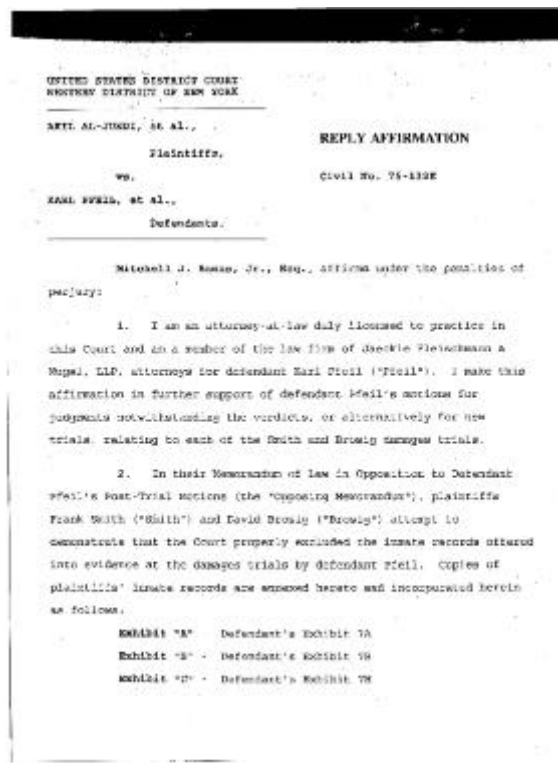 UNITED STATES DISTRICT COURT
WESTERN DISTRICT OF NEW YORK
AKIL AL-JUNDI, et al.,
Plaintiffs,
REPLY AFFIRMATION
vs.
Civil No. 75-132E
KARL PFEIL, et al.,
Defendants.
Mitchell J. Banas, Jr., Esq., affirms under the penalties of
perjury:
1. I am an attorney-at-law duly licensed to practice in
this Court and am a member of the law firm of Jaeckle Fleischmann &
Mugel, LLP, attorneys for defendant Karl Pfeil ("Pfeil"). I make this
affirmation in further support of defendant Pfeil's motions for
judgments notwithstanding the verdicts, or alternatively for new
trials, relating to each of the Smith and Brosig damages trials.
2. In their Memorandum of Law in Opposition to Defendant
Pfeil's Post-Trial Motions (the "Opposing Memorandum"), plaintiffs
Frank Smith ("Smith") and David Brosig ("Brosig") attempt to
demonstrate that the Court properly excluded the inmate records offered
into evidence at the damages trials by defendant Pfeil. Copies of
plaintiffs' inmate records are annexed hereto and incorporated herein
as follows.
Exhibit "A" - Defendant's Exhibit 7A
Exhibit "B" - Defendant's Exhibit
Exhibit "C" - Defendant's Exhibit